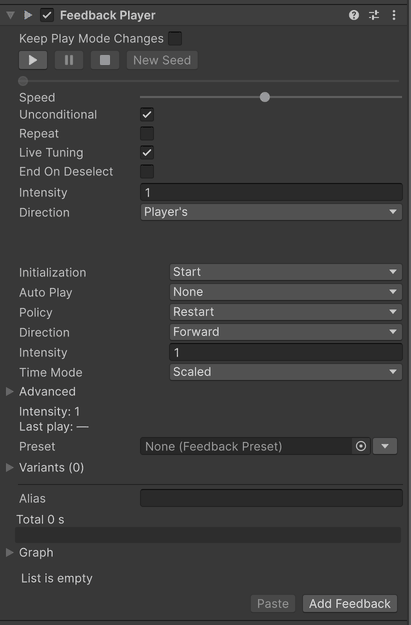 Feedback Player
Keep Play Mode Changes
New Seed
Speed
Unconditional
Repeat
Live Tuning
End On Deselect
Intensity 1
Direction Player's
Initialization Start
Auto Play None
Policy Restart
Direction Forward
Intensity 1
Time Mode Scaled
Advanced
Intensity: 1
Last play: —
Preset None (Feedback Preset)
Variants (0)
Alias
Total 0 s
Graph
List is empty
Paste Add Feedback